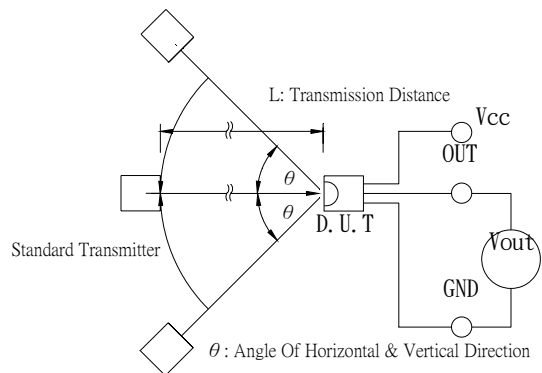 L: Transmission Distance
Vcc
OUT
θ
θ
D.U.T
Standard Transmitter
Vout
GND
θ : Angle Of Horizontal & Vertical Direction